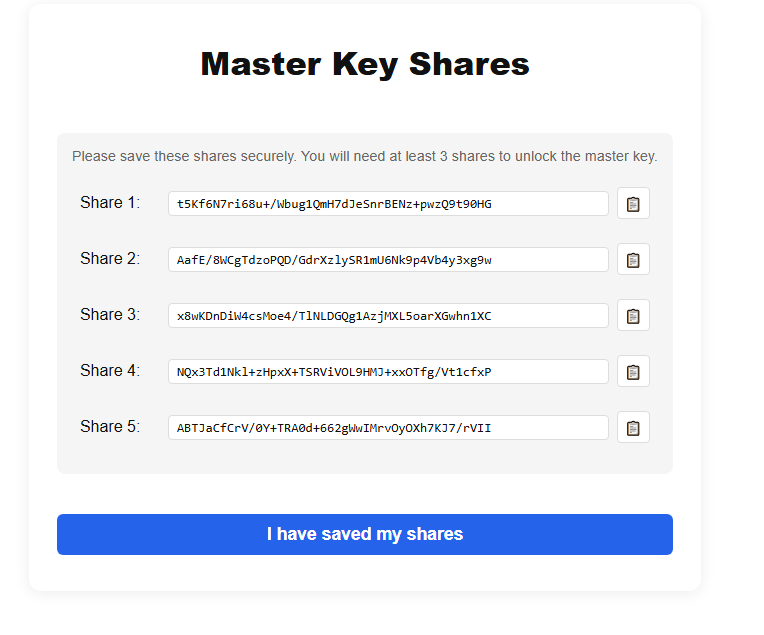 Master Key Shares
Please save these shares securely. You will need at least 3 shares to unlock the master key.
Share 1: t5Kf6N7ri68u+/Wbug1QmH7dJeSnrBENz+pwzQ9t90HG
Share 2: AafE/8WCgTdzoPQD/GdrXzlySR1mU6Nk9p4Vb4y3xg9w
Share 3: x8wKDnDiW4csMoe4/TlNLDGQg1AzjMXL5oarXGwhn1XC
Share 4: NQx3Td1Nkl+zHpxX+TSRViVOL9HMJ+xxOTfg/Vt1cfxP
Share 5: ABTJaCfCrV/0Y+TRA0d+662gWwIMrvOyOXh7KJ7/rVII
I have saved my shares